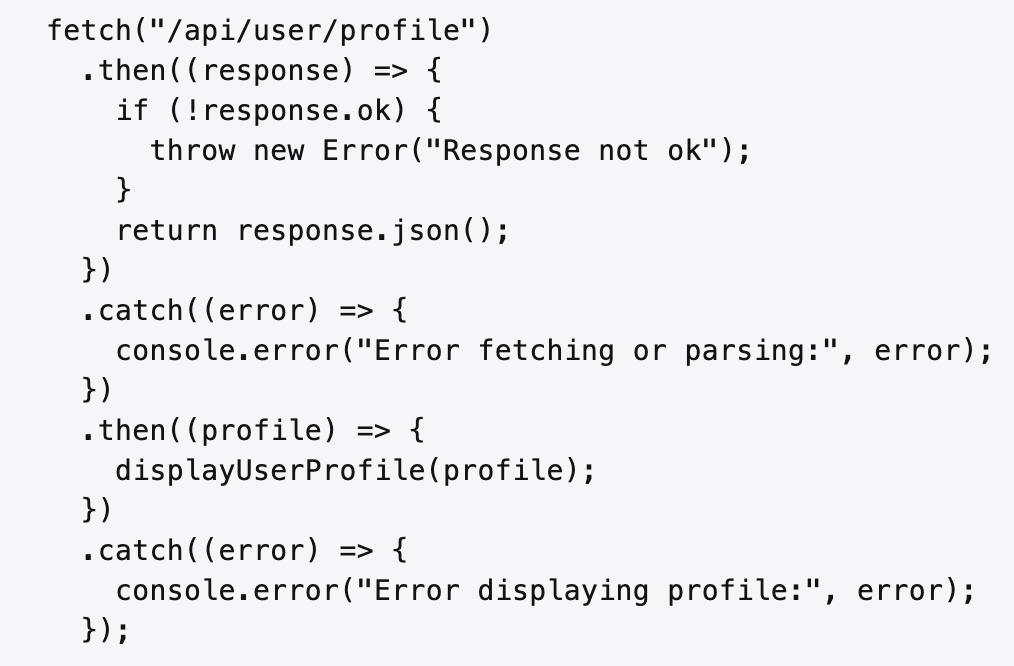 fetch("/api/user/profile")
  .then((response) => {
    if (!response.ok) {
      throw new Error("Response not ok");
    }
    return response.json();
  })
  .catch((error) => {
    console.error("Error fetching or parsing:", error);
  })
  .then((profile) => {
    displayUserProfile(profile);
  })
  .catch((error) => {
    console.error("Error displaying profile:", error);
  });